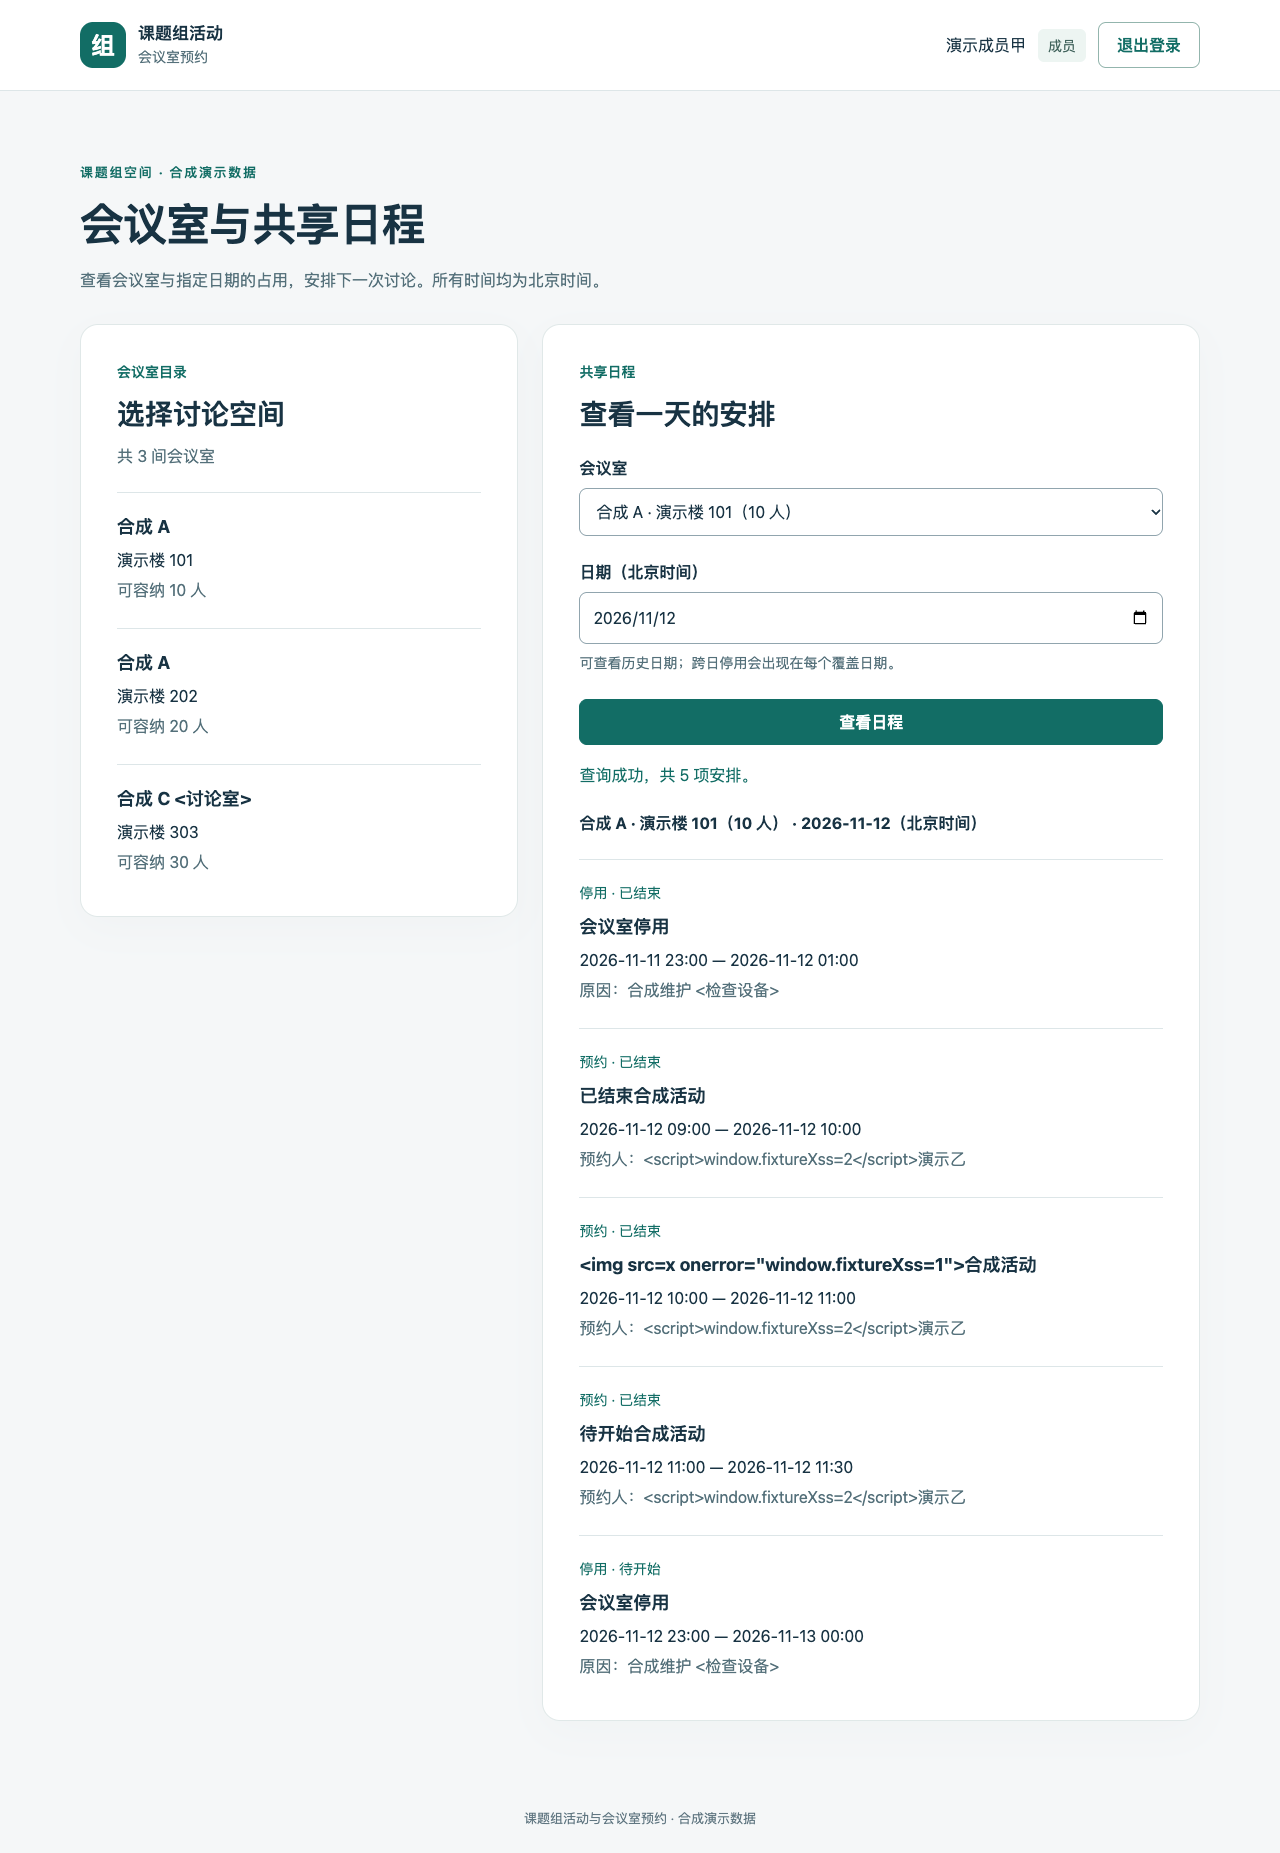 组
课题组活动
会议室预约
演示成员甲
成员
退出登录
课题组空间 · 合成演示数据
会议室与共享日程
查看会议室与指定日期的占用，安排下一次讨论。所有时间均为北京时间。
会议室目录
选择讨论空间
共 3 间会议室
合成 A
演示楼 101
可容纳 10 人
合成 A
演示楼 202
可容纳 20 人
合成 C <讨论室>
演示楼 303
可容纳 30 人
共享日程
查看一天的安排
会议室
合成 A · 演示楼 101（10 人）
日期（北京时间）
2026/11/12
可查看历史日期；跨日停用会出现在每个覆盖日期。
查看日程
查询成功，共 5 项安排。
合成 A · 演示楼 101（10 人） · 2026-11-12（北京时间）
停用 · 已结束
会议室停用
2026-11-11 23:00 — 2026-11-12 01:00
原因：合成维护 <检查设备>
预约 · 已结束
已结束合成活动
2026-11-12 09:00 — 2026-11-12 10:00
预约人：<script>window.fixtureXss=2</script>演示乙
预约 · 已结束
<img src=x onerror="window.fixtureXss=1">合成活动
2026-11-12 10:00 — 2026-11-12 11:00
预约人：<script>window.fixtureXss=2</script>演示乙
预约 · 已结束
待开始合成活动
2026-11-12 11:00 — 2026-11-12 11:30
预约人：<script>window.fixtureXss=2</script>演示乙
停用 · 待开始
会议室停用
2026-11-12 23:00 — 2026-11-13 00:00
原因：合成维护 <检查设备>
课题组活动与会议室预约 · 合成演示数据